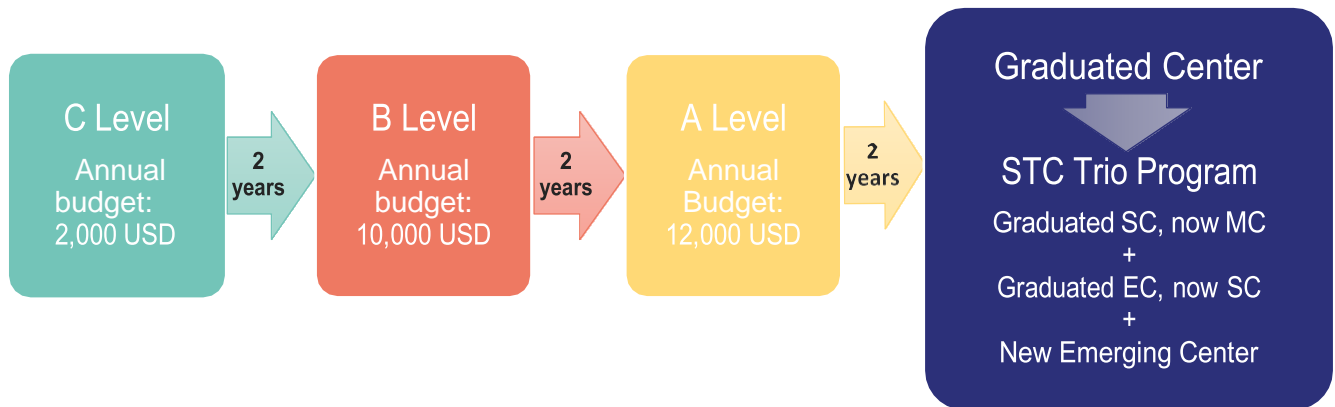 C Level
Annual
budget:
2,000 USD
2
years
B Level
Annual
budget:
10,000 USD
2
years
A Level
Annual
Budget:
12,000 USD
2
years
Graduated Center
STC Trio Program
Graduated SC, now MC
+
Graduated EC, now SC
+
New Emerging Center